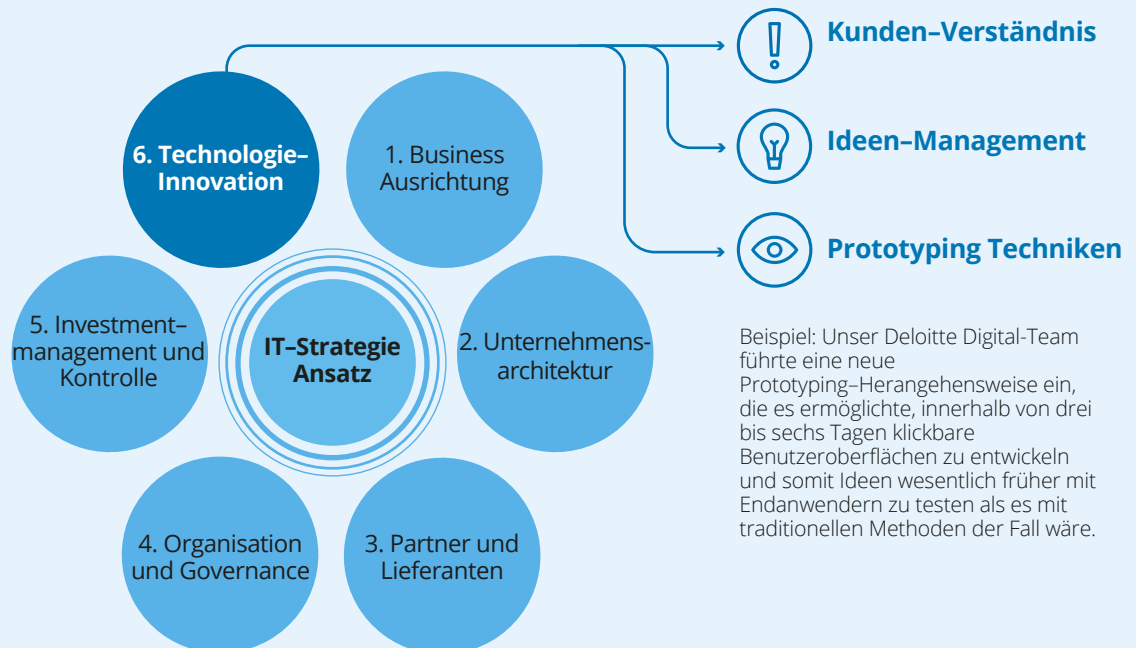 Kunden–Verständnis
Ideen–Management
Prototyping Techniken
6. Technologie–
Innovation
1. Business
Ausrichtung
5. Investment–
management und
Kontrolle
IT–Strategie
Ansatz
2. Unternehmens-
architektur
4. Organisation
und Governance
3. Partner und
Lieferanten
Beispiel: Unser Deloitte Digital-Team
führte eine neue
Prototyping–Herangehensweise ein,
die es ermöglichte, innerhalb von drei
bis sechs Tagen klickbare
Benutzeroberflächen zu entwickeln
und somit Ideen wesentlich früher mit
Endanwendern zu testen als es mit
traditionellen Methoden der Fall wäre.